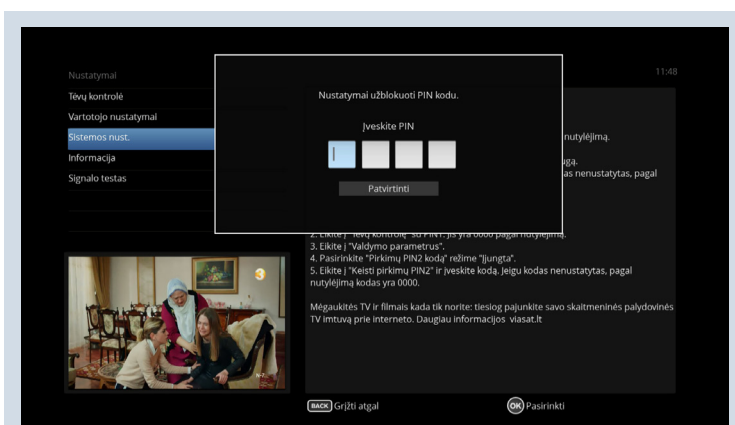 Nustatymai
11:48
Tėvų kontrolė
Vartotojo nustatymai
Sistemos nust.
Informacija
Signalo testas
Nustatymai užblokuoti PIN kodu.
Įveskite PIN
Patvirtinti
nutylėjimą.
as nenustatytas, pagal
2. Eikite į "Tėvų kontrolę" su PIN1. Jis yra 0000 pagal nutylėjimą.
3. Eikite į "Valdymo parametrus".
4. Pasirinkite "Pirkimų PIN2 kodą" režime "Įjungta".
5. Eikite į "Keisti pirkimų PIN2" ir įveskite kodą. Jeigu kodas nenustatytas, pagal
nutylėjimą kodas yra 0000.
Mėgaukitės TV ir filmais kada tik norite: tiesiog pajunkite savo skaitmeninės palydovinės
TV imtuvą prie interneto. Daugiau informacijos viasat.lt
3
N-7
BACK Grįžti atgal
OK Pasirinkti